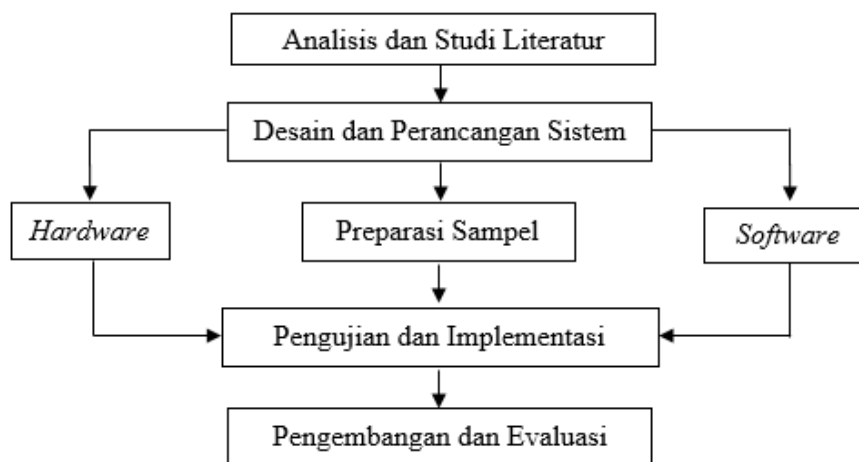 Analisis dan Studi Literatur
Desain dan Perancangan Sistem
Hardware
Preparasi Sampel
Software
Pengujian dan Implementasi
Pengembangan dan Evaluasi